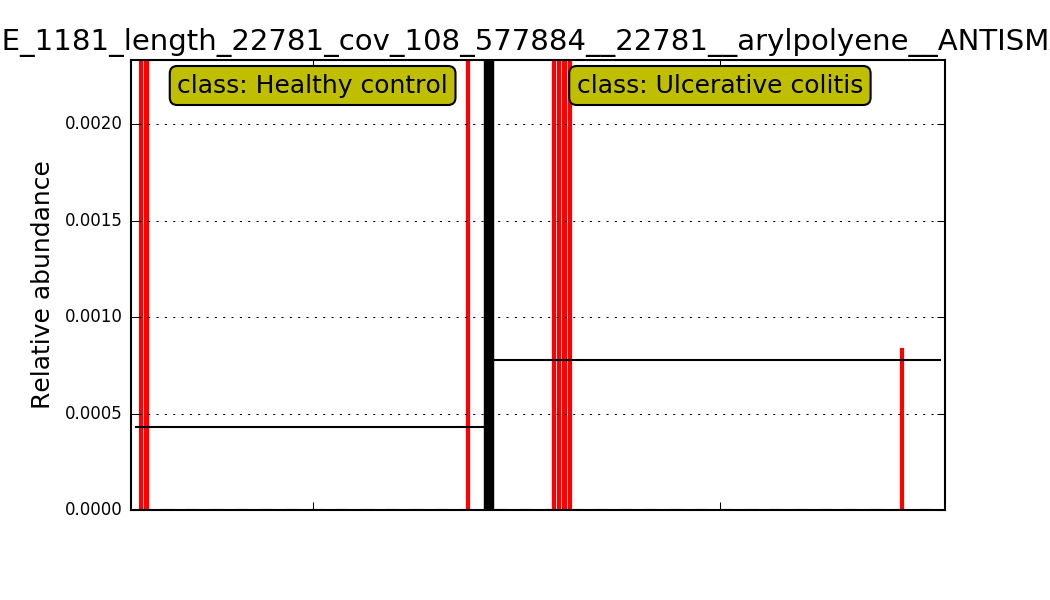 E_1181_length_22781_cov_108_577884__22781__arylpolyene__ANTISM
class: Healthy control
class: Ulcerative colitis
0.0020
0.0015
0.0010
0.0005
0.0000
Relative abundance